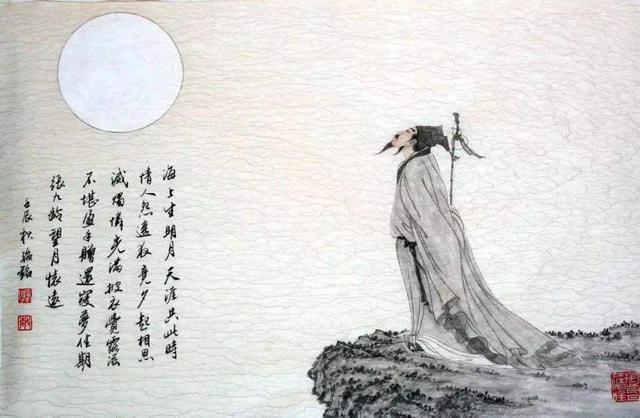 海上生明月天涯共此時
情人怨遙夜竟夕起相思
滅燭憐光滿披衣覺露滋
不堪盈手贈還寢夢佳期
張九齡望月懷遠
壬辰秋